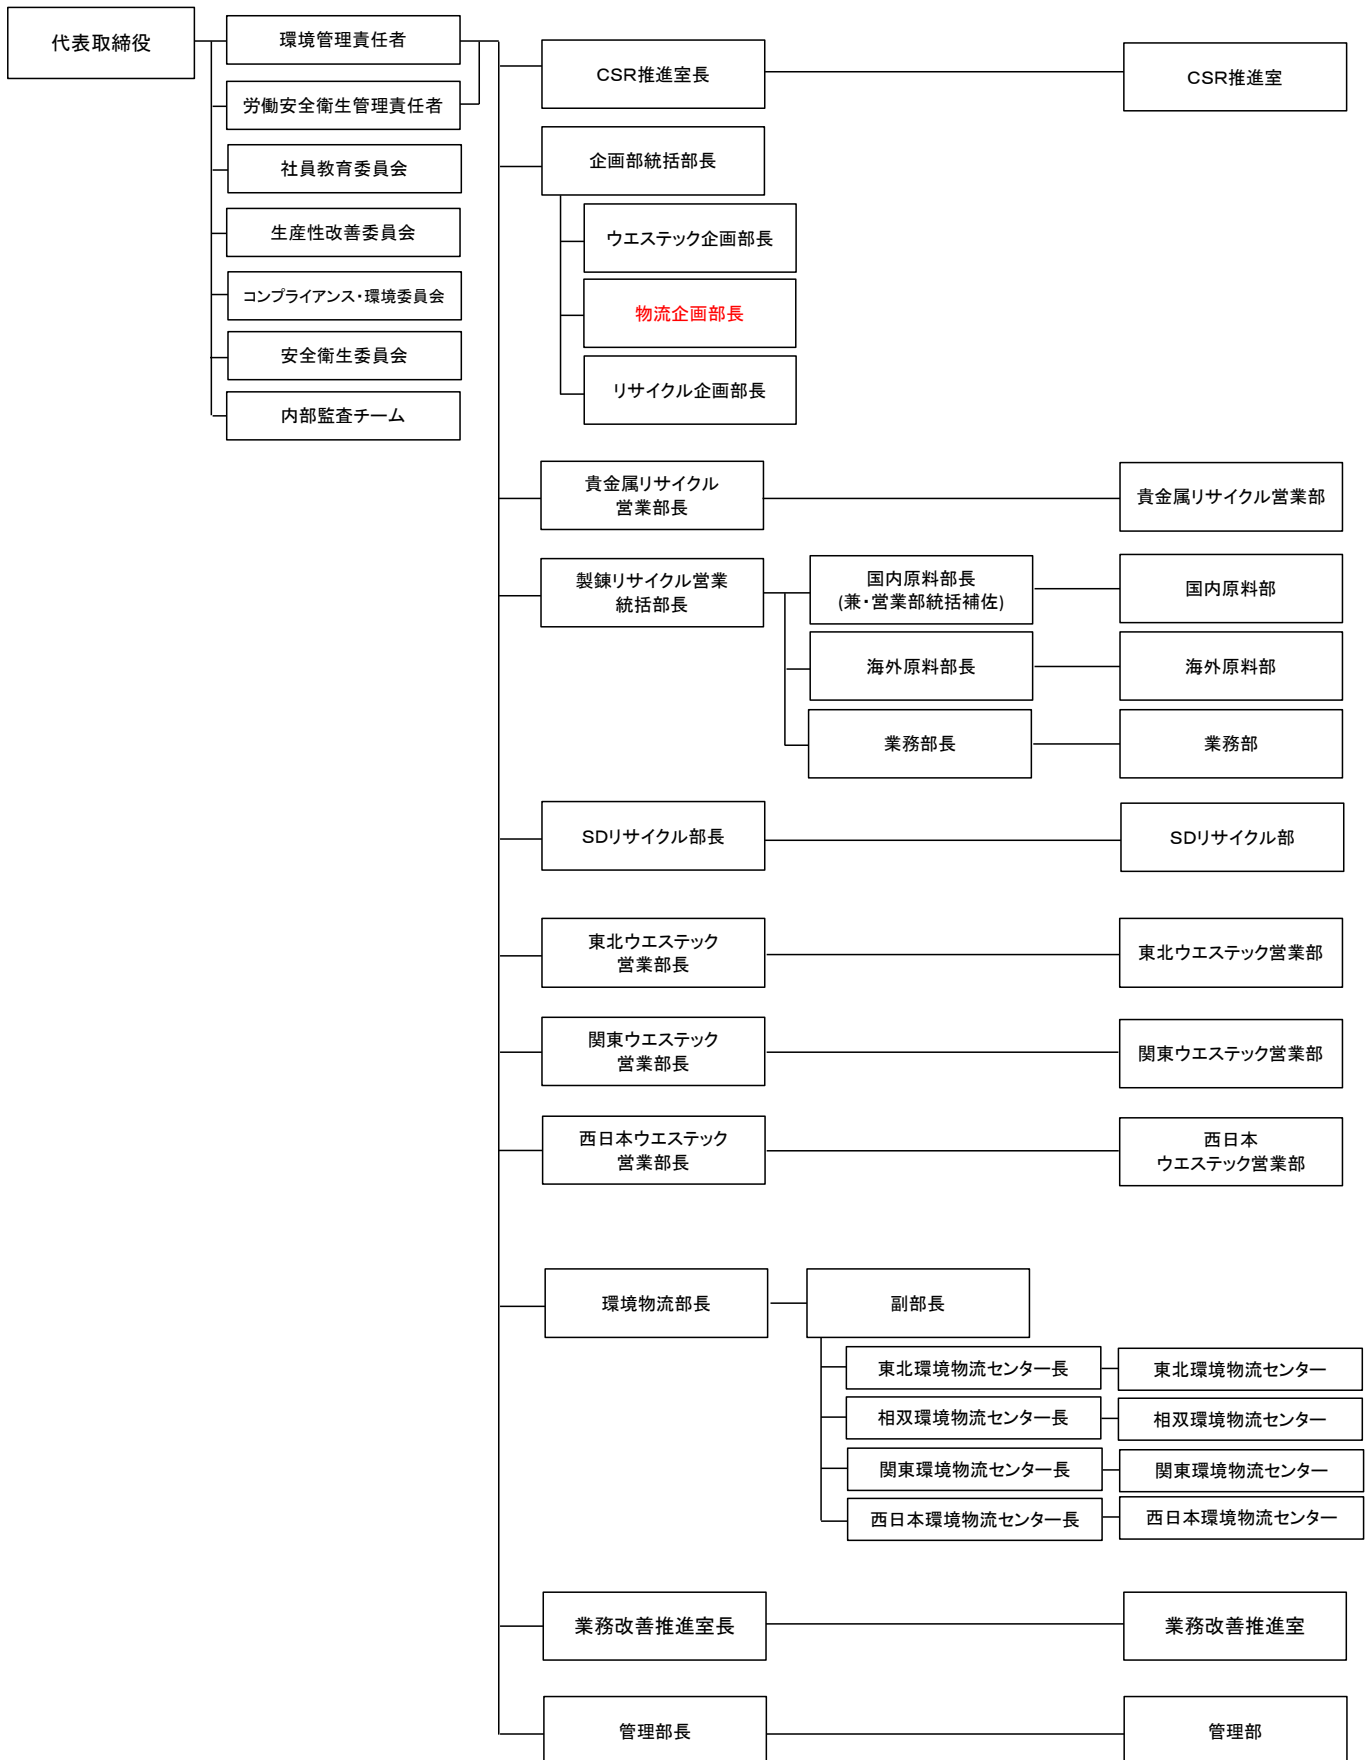 代表取締役
環境管理責任者
労働安全衛生管理責任者
社員教育委員会
生産性改善委員会
コンプライアンス・環境委員会
安全衛生委員会
内部監査チーム
CSR推進室長
CSR推進室
企画部統括部長
ウエステック企画部長
物流企画部長
リサイクル企画部長
貴金属リサイクル
営業部長
貴金属リサイクル営業部
製錬リサイクル営業
統括部長
国内原料部長
(兼・営業部統括補佐)
国内原料部
海外原料部長
海外原料部
業務部長
業務部
SDリサイクル部長
SDリサイクル部
東北ウエステック
営業部長
東北ウエステック営業部
関東ウエステック
営業部長
関東ウエステック営業部
西日本ウエステック
営業部長
西日本
ウエステック営業部
環境物流部長
副部長
東北環境物流センター長
東北環境物流センター
相双環境物流センター長
相双環境物流センター
関東環境物流センター長
関東環境物流センター
西日本環境物流センター長
西日本環境物流センター
業務改善推進室長
業務改善推進室
管理部長
管理部